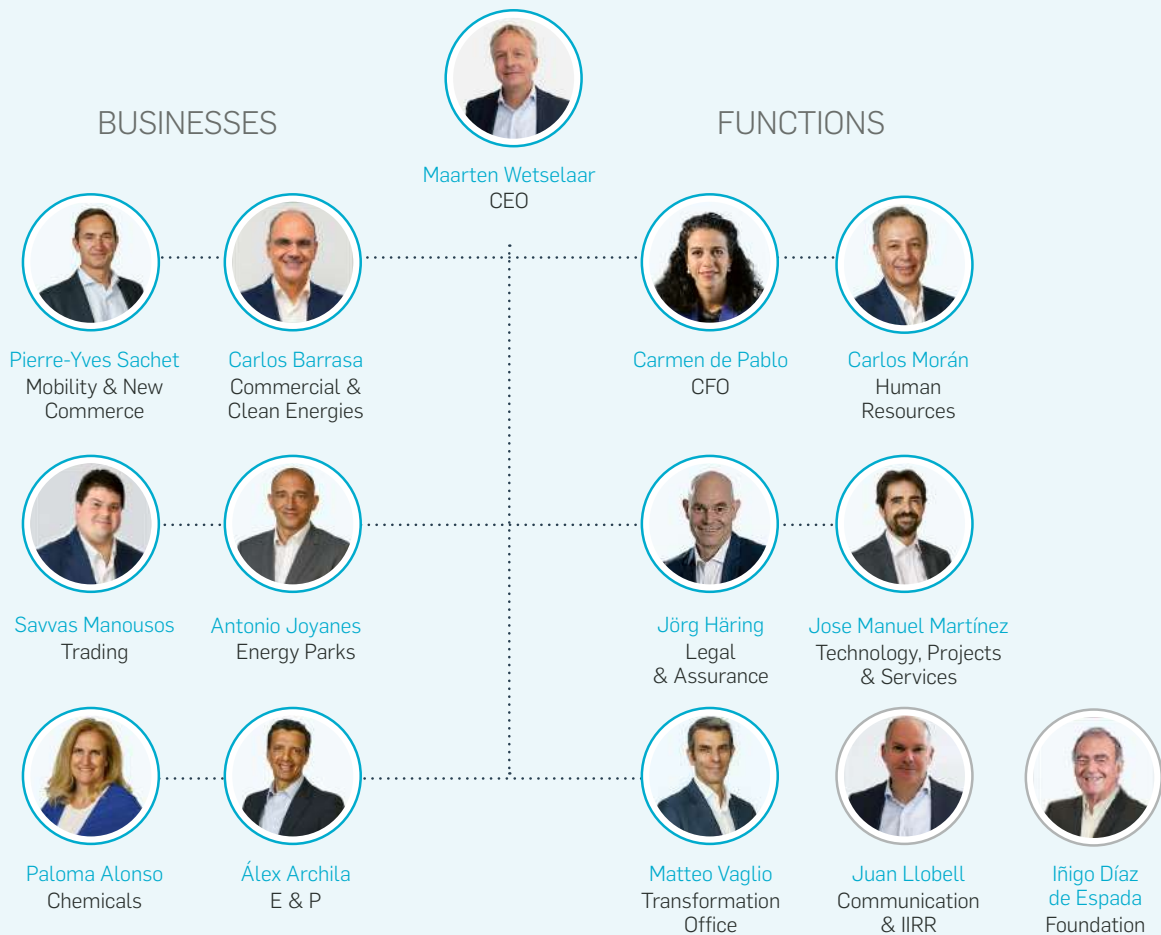 BUSINESSES
FUNCTIONS
Maarten Wetselaar
CEO
Pierre-Yves Sachet
Mobility & New
Commerce
Carlos Barrasa
Commercial &
Clean Energies
Carmen de Pablo
CFO
Carlos Morán
Human
Resources
Savvas Manousos
Trading
Antonio Joyanes
Energy Parks
Jörg Häring
Legal
& Assurance
Jose Manuel Martínez
Technology, Projects
& Services
Paloma Alonso
Chemicals
Álex Archila
E & P
Matteo Vaglio
Transformation
Office
Juan Llobell
Communication
& IIRR
Iñigo Díaz
de Espada
Foundation